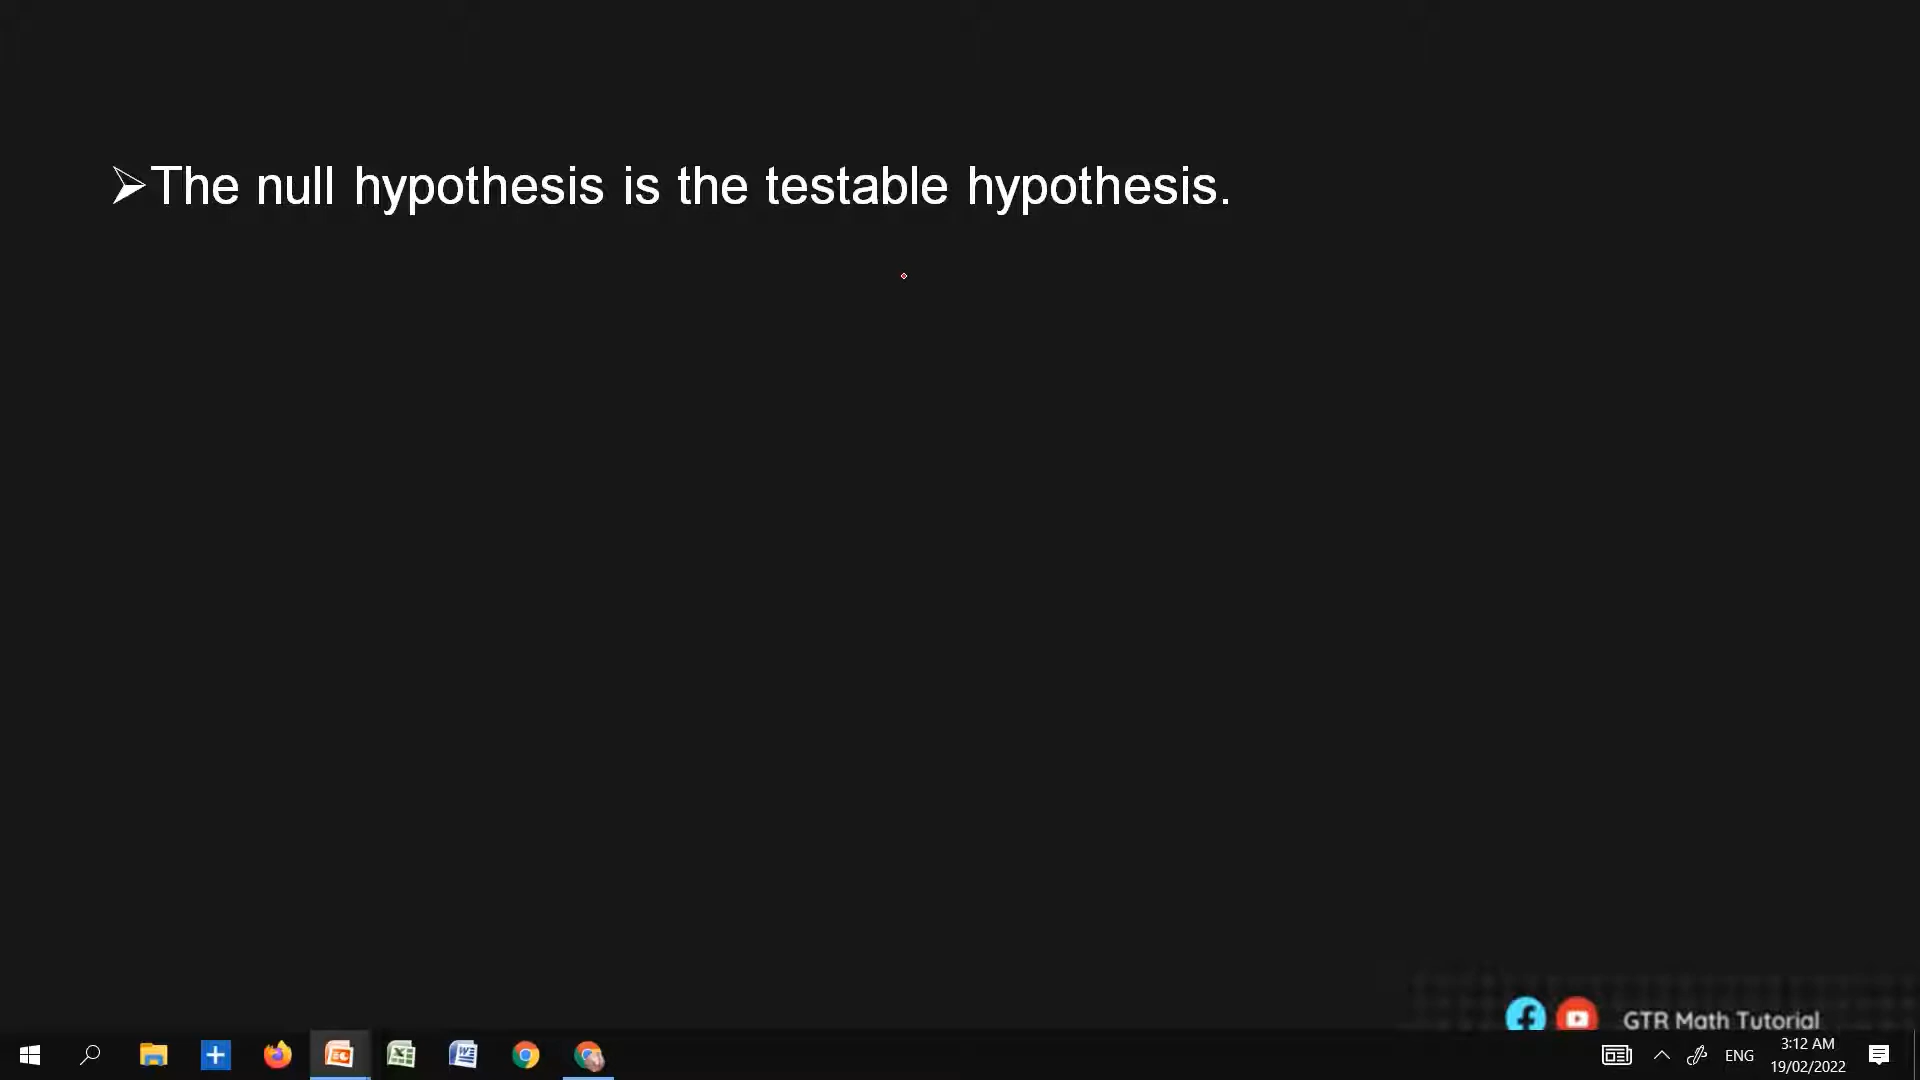 ➢The null hypothesis is the testable hypothesis.
GTR Math Tutorial
ENG
3:12 AM
19/02/2022